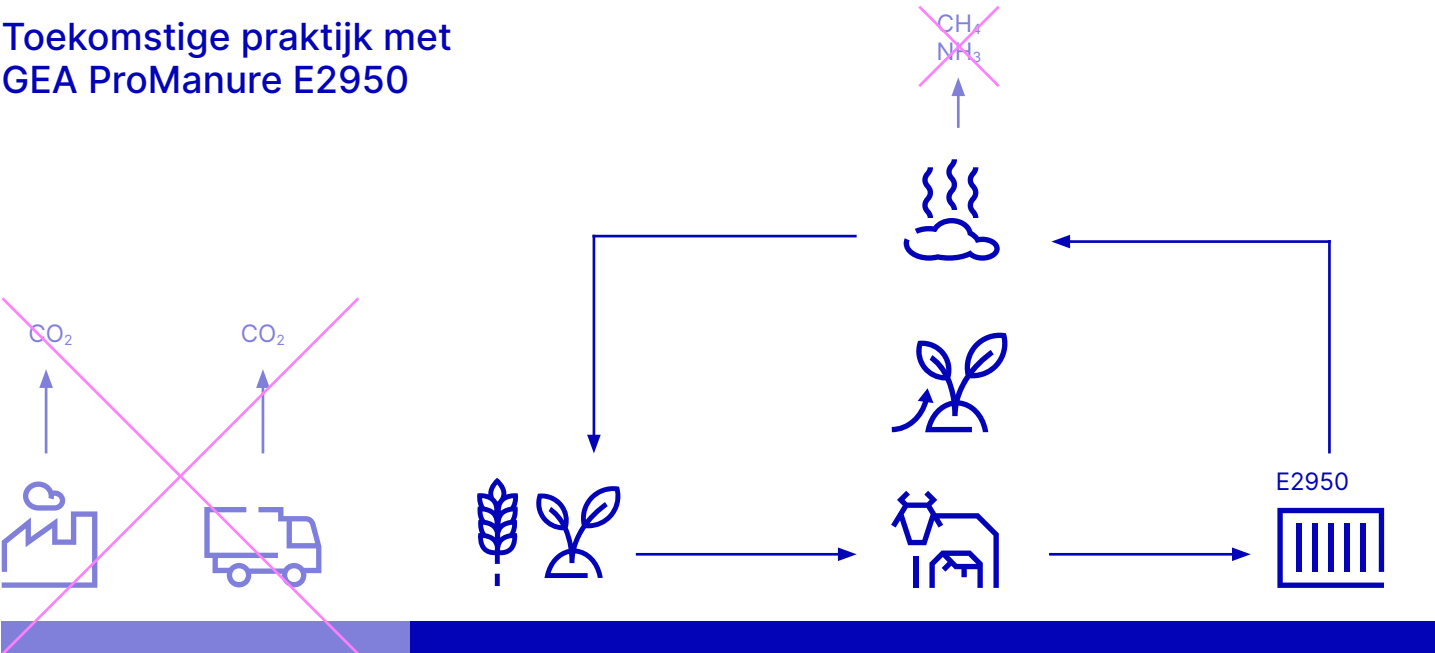 Toekomstige praktijk met
GEA ProManure E2950
CH₄
NH₃
CO₂
CO₂
E2950